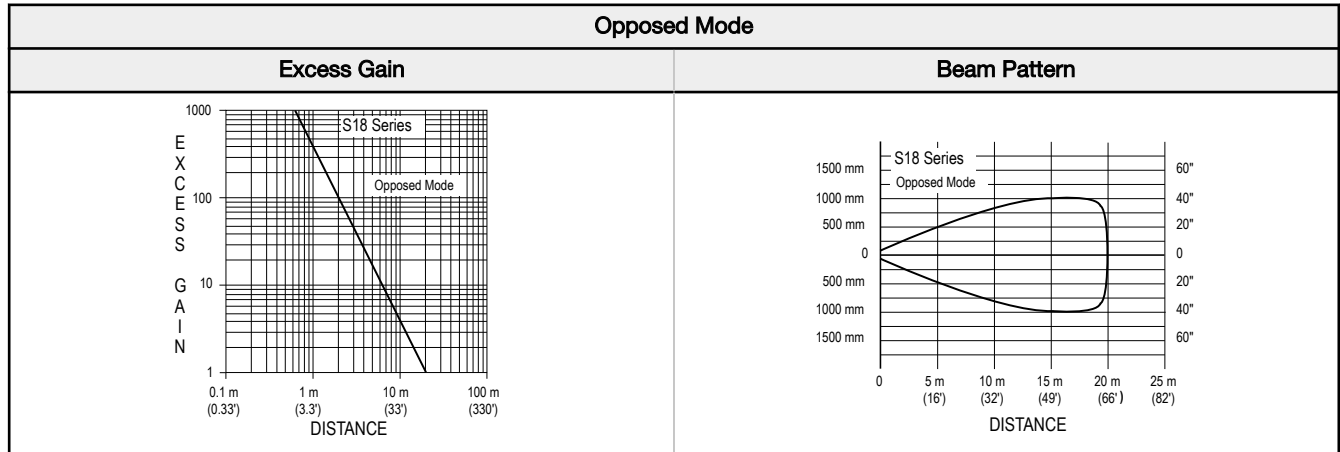 Opposed Mode
Excess Gain
Beam Pattern
1000
100
10
1
EXCESS GAIN
S18 Series
Opposed Mode
0.1 m
(0.33')
1 m
(3.3')
10 m
(33')
100 m
(330')
DISTANCE
S18 Series
Opposed Mode
1500 mm
1000 mm
500 mm
0
500 mm
1000 mm
1500 mm
60"
40"
20"
0
20"
40"
60"
0
5 m
(16')
10 m
(32')
15 m
(49')
20 m
(66')
25 m
(82')
DISTANCE